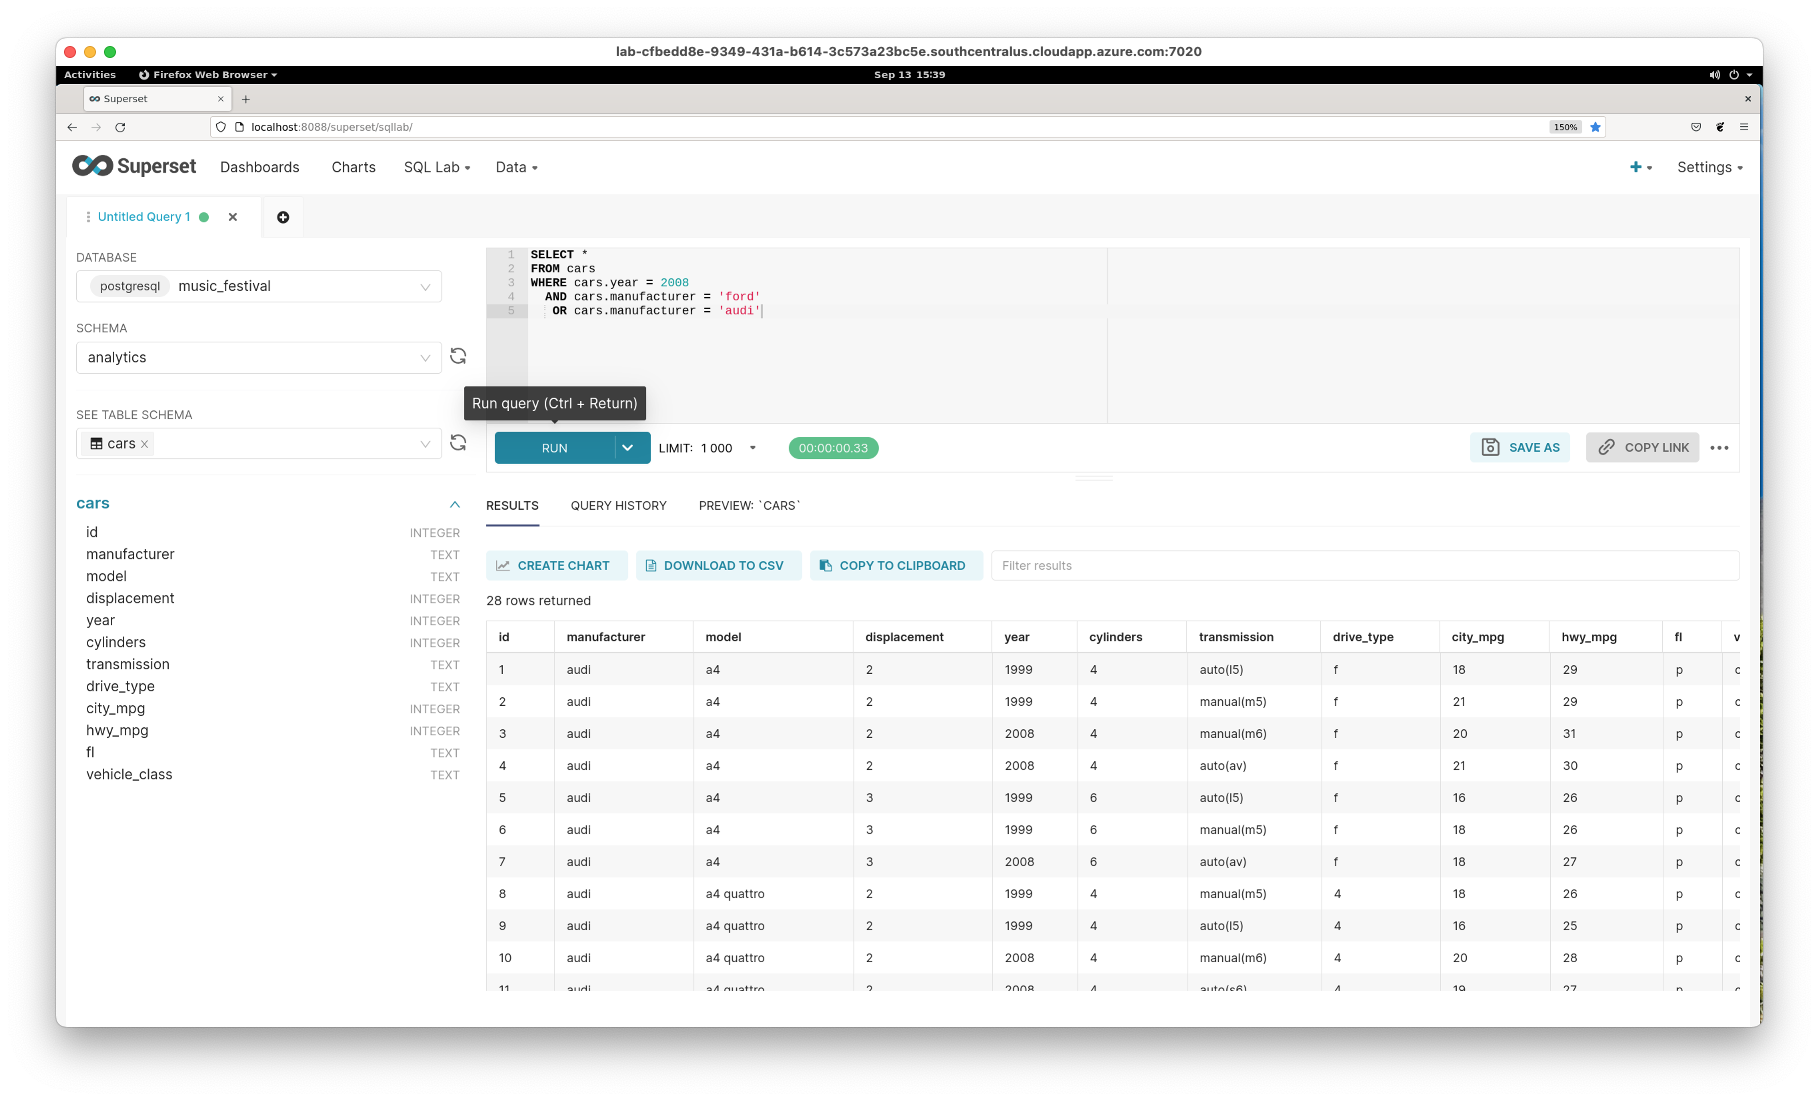 lab-cfbedd8e-9349-431a-b614-3c573a23bc5e.southcentralus.cloudapp.azure.com:7020
Activities Firefox Web Browser Sep 13 15:39
Superset
localhost:8088/superset/sqllab/ 150%
Superset Dashboards Charts SQL Lab Data Settings
Untitled Query 1
DATABASE
postgresql music_festival
SCHEMA
analytics
SEE TABLE SCHEMA
cars
cars
id INTEGER
manufacturer TEXT
model TEXT
displacement INTEGER
year INTEGER
cylinders INTEGER
transmission TEXT
drive_type TEXT
city_mpg INTEGER
hwy_mpg INTEGER
fl TEXT
vehicle_class TEXT
1 SELECT *
2 FROM cars
3 WHERE cars.year = 2008
4 AND cars.manufacturer = 'ford'
5 OR cars.manufacturer = 'audi'
Run query (Ctrl + Return)
RUN LIMIT: 1 000 00:00:00.33 SAVE AS COPY LINK
RESULTS QUERY HISTORY PREVIEW: `CARS`
CREATE CHART DOWNLOAD TO CSV COPY TO CLIPBOARD Filter results
28 rows returned
id manufacturer model displacement year cylinders transmission drive_type city_mpg hwy_mpg fl v
1 audi a4 2 1999 4 auto(l5) f 18 29 p c
2 audi a4 2 1999 4 manual(m5) f 21 29 p c
3 audi a4 2 2008 4 manual(m6) f 20 31 p c
4 audi a4 2 2008 4 auto(av) f 21 30 p c
5 audi a4 3 1999 6 auto(l5) f 16 26 p c
6 audi a4 3 1999 6 manual(m5) f 18 26 p c
7 audi a4 3 2008 6 auto(av) f 18 27 p c
8 audi a4 quattro 2 1999 4 manual(m5) 4 18 26 p c
9 audi a4 quattro 2 1999 4 auto(l5) 4 16 25 p c
10 audi a4 quattro 2 2008 4 manual(m6) 4 20 28 p c
11 audi a4 quattro 2 2008 4 auto(s6) 4 19 27 p c